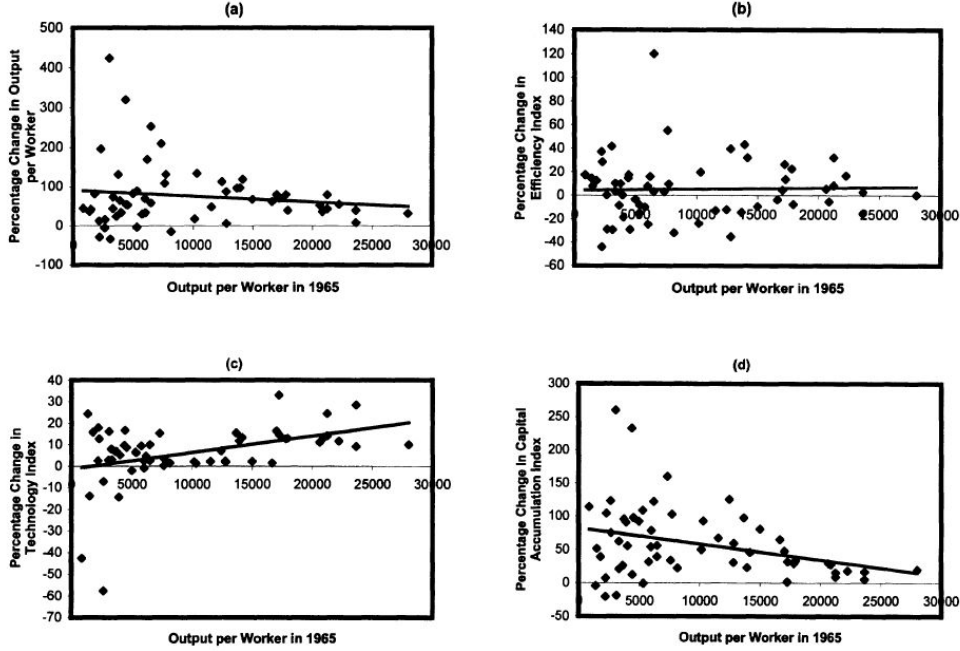 (a)
Percentage Change in Output
per Worker
500
400
300
200
100
0
-100
0 5000 10000 15000 20000 25000 30000
Output per Worker in 1965
(b)
Percentage Change in
Efficiency Index
140
120
100
80
60
40
20
0
-20
-40
-60
0 5000 10000 15000 20000 25000 30000
Output per Worker in 1965
(c)
Percentage Change in
Technology Index
40
30
20
10
0
-10
-20
-30
-40
-50
-60
-70
0 5000 10000 15000 20000 25000 30000
Output per Worker in 1965
(d)
Percentage Change in Capital
Accumulation Index
300
250
200
150
100
50
0
-50
0 5000 10000 15000 20000 25000 30000
Output per Worker in 1965